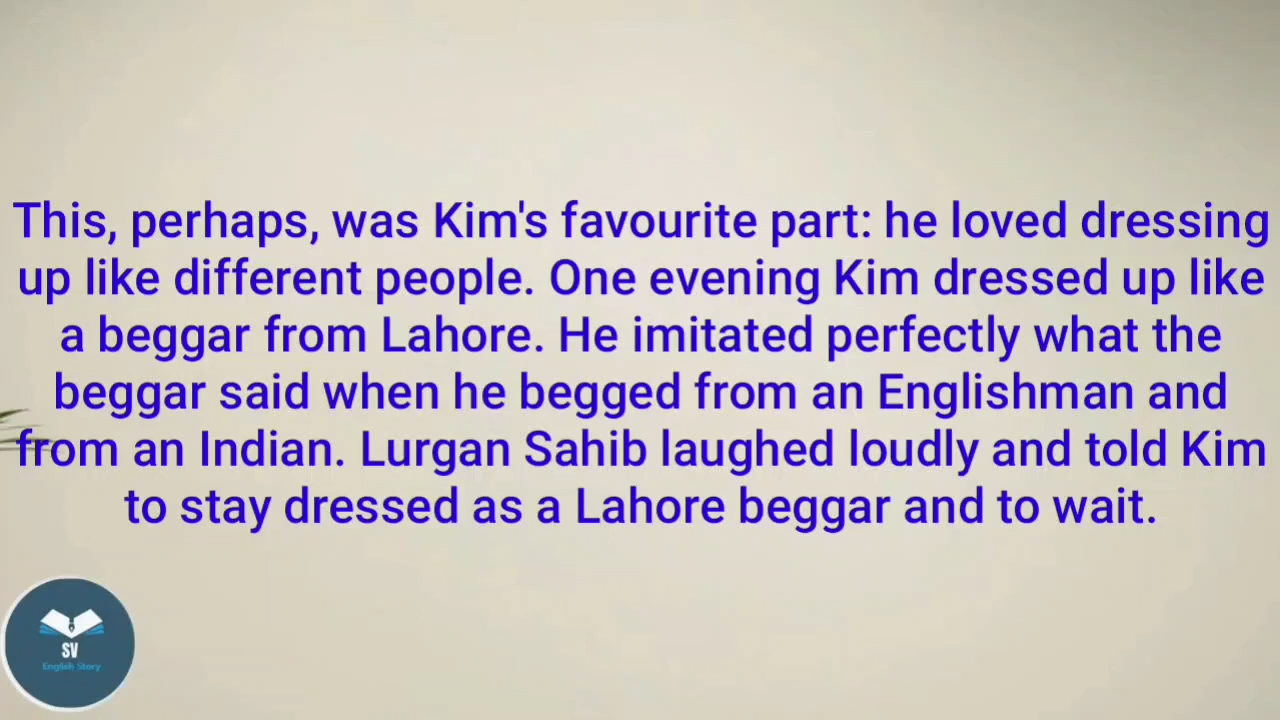 This, perhaps, was Kim's favourite part: he loved dressing
up like different people. One evening Kim dressed up like
a beggar from Lahore. He imitated perfectly what the
beggar said when he begged from an Englishman and
from an Indian. Lurgan Sahib laughed loudly and told Kim
to stay dressed as a Lahore beggar and to wait.
SV
English Story